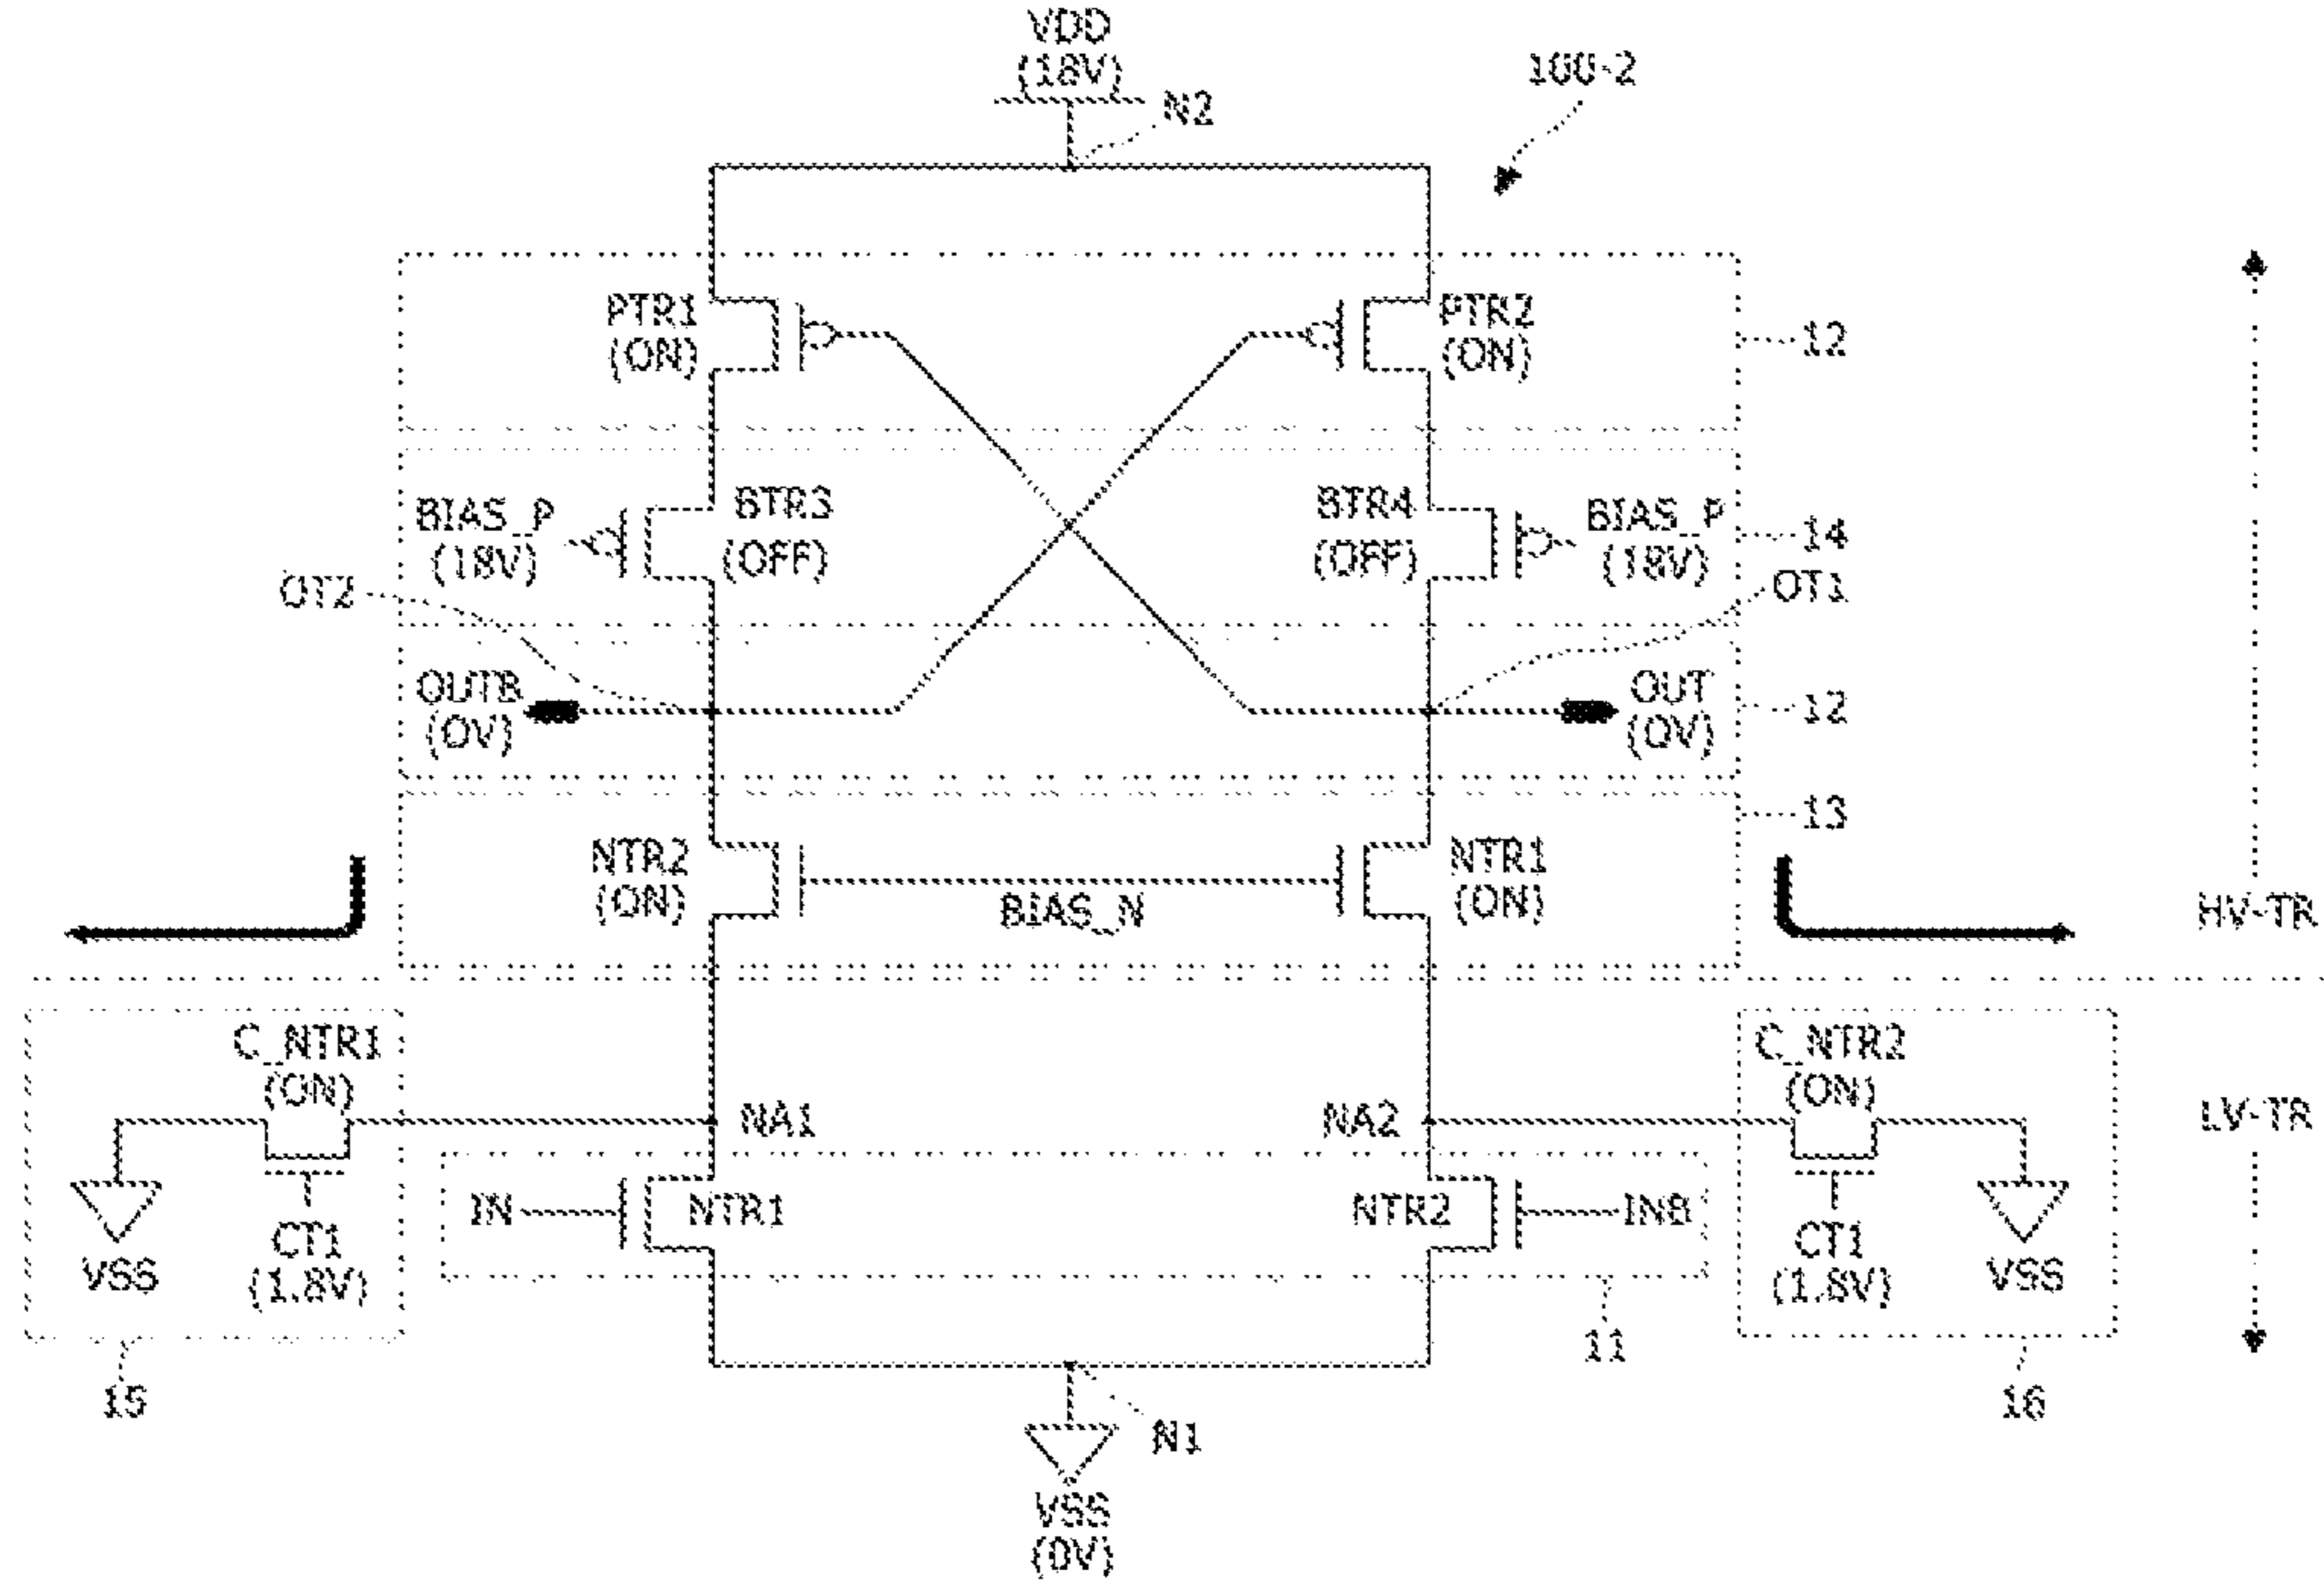 VDD
(18V)
N2
100-2
PTR1
(ON)
PTR2
(ON)
12
BIAS_P
(18V)
BTR3
(OFF)
BTR4
(OFF)
BIAS_P
(18V)
14
OT2
OT1
OUTB
(0V)
OUT
(0V)
12
13
NTR2
(ON)
BIAS_N
NTR1
(ON)
HV-TR
C_NTR1
(ON)
NA1
NA2
C_NTR2
(ON)
LV-TR
IN
NTR1
NTR2
INB
VSS
CT1
(1.8V)
CT1
(1.8V)
VSS
11
15
16
N1
VSS
(0V)